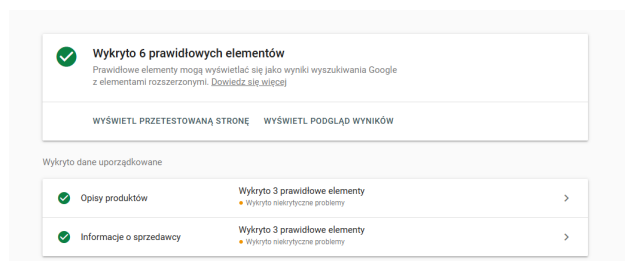 Wykryto 6 prawidłowych elementów
Prawidłowe elementy mogą wyświetlać się jako wyniki wyszukiwania Google
z elementami rozszerzonymi. Dowiedz się więcej
WYŚWIETL PRZETESTOWANĄ STRONĘ WYŚWIETL PODGLĄD WYNIKÓW
Wykryto dane uporządkowane
Opisy produktów
Wykryto 3 prawidłowe elementy
Wykryto niekrytyczne problemy
Informacje o sprzedawcy
Wykryto 3 prawidłowe elementy
Wykryto niekrytyczne problemy